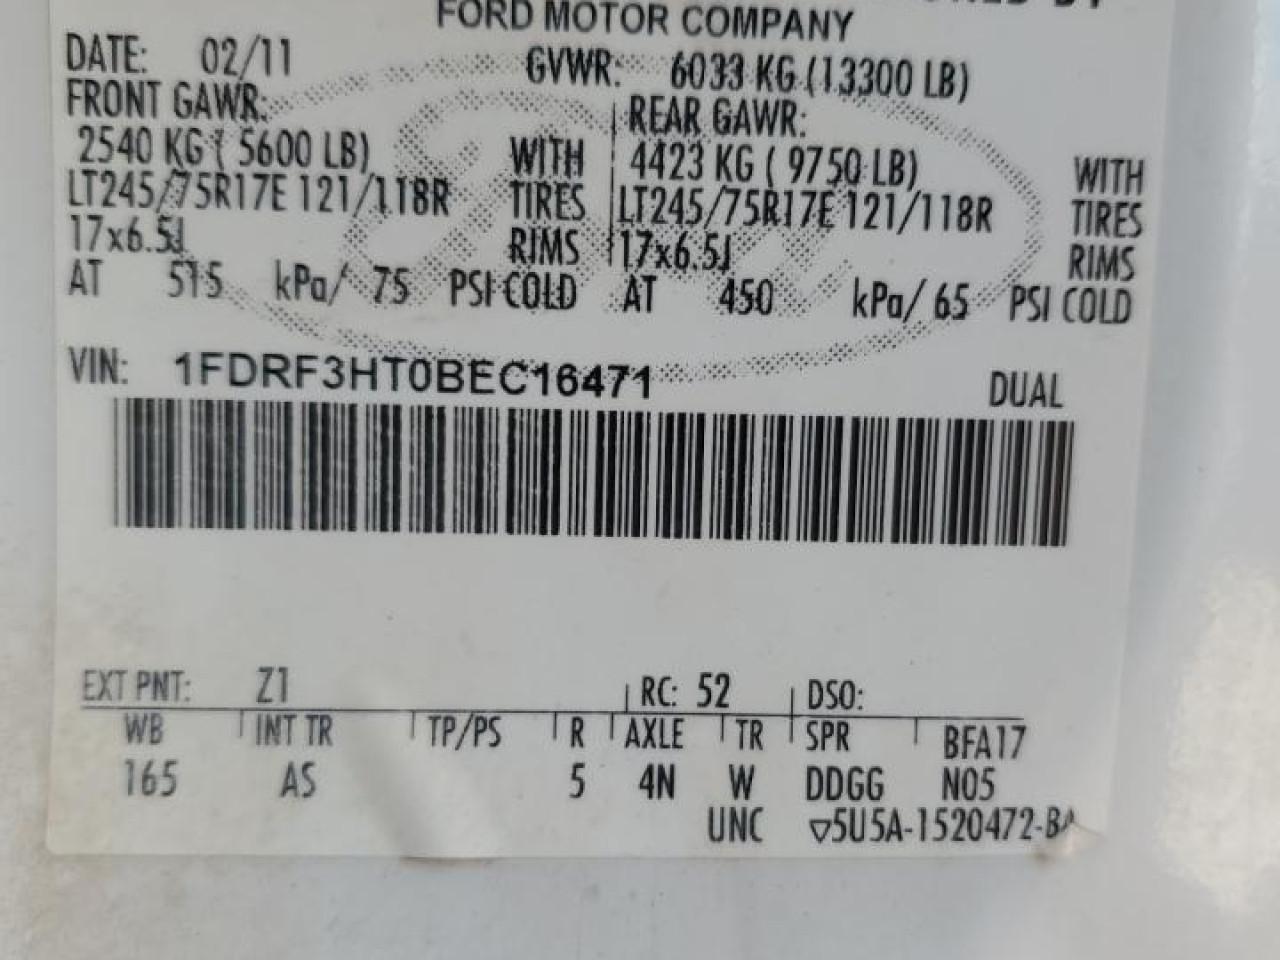 FORD MOTOR COMPANY
DATE: 02/11 GVWR: 6033 KG (13300 LB)
FRONT GAWR: REAR GAWR:
2540 KG ( 5600 LB) WITH 4423 KG ( 9750 LB) WITH
LT245/75R17E 121/118R TIRES LT245/75R17E 121/118R TIRES
17x6.5J RIMS 17x6.5J RIMS
AT 515 kPa/ 75 PSI COLD AT 450 kPa/ 65 PSI COLD
VIN: 1FDRF3HT0BEC16471 DUAL
EXT PNT: Z1 RC: 52 DSO:
WB INT TR TP/PS R AXLE TR SPR BFA17
165 AS 5 4N W DDGG N05
UNC ▽5U5A-1520472-BA